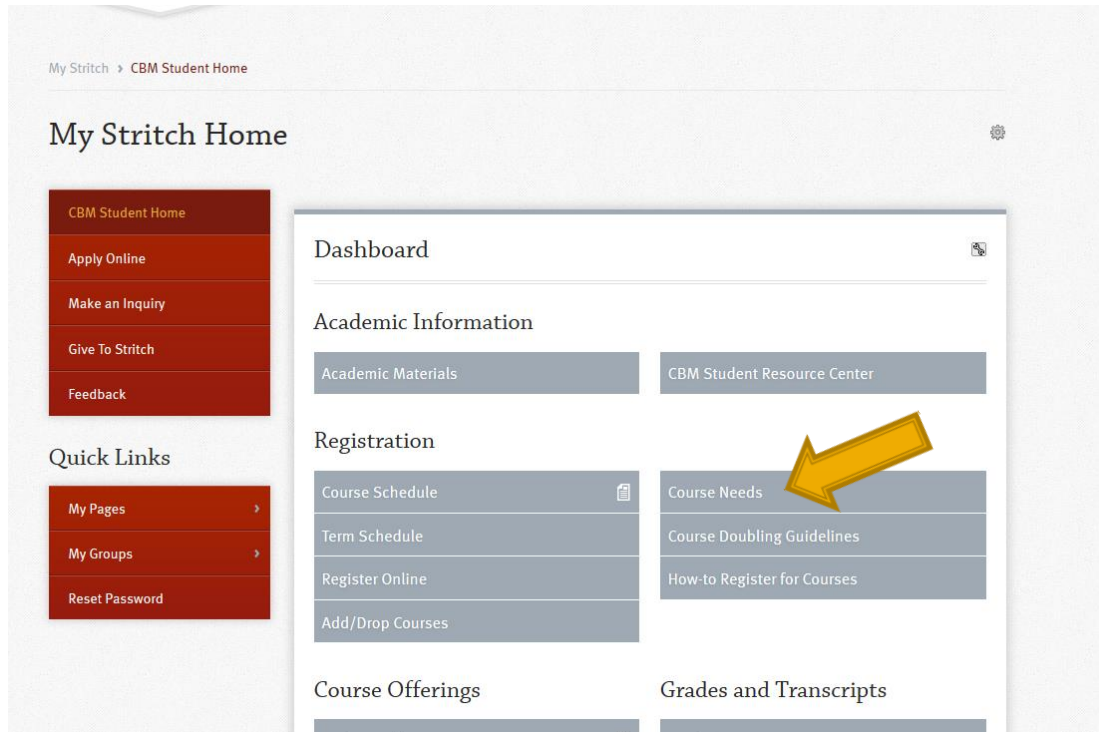 My Stritch › CBM Student Home
My Stritch Home
CBM Student Home
Apply Online
Make an Inquiry
Give To Stritch
Feedback
Quick Links
My Pages ›
My Groups ›
Reset Password
Dashboard
Academic Information
Academic Materials
CBM Student Resource Center
Registration
Course Schedule
Term Schedule
Register Online
Add/Drop Courses
Course Needs
Course Doubling Guidelines
How-to Register for Courses
Course Offerings
Grades and Transcripts